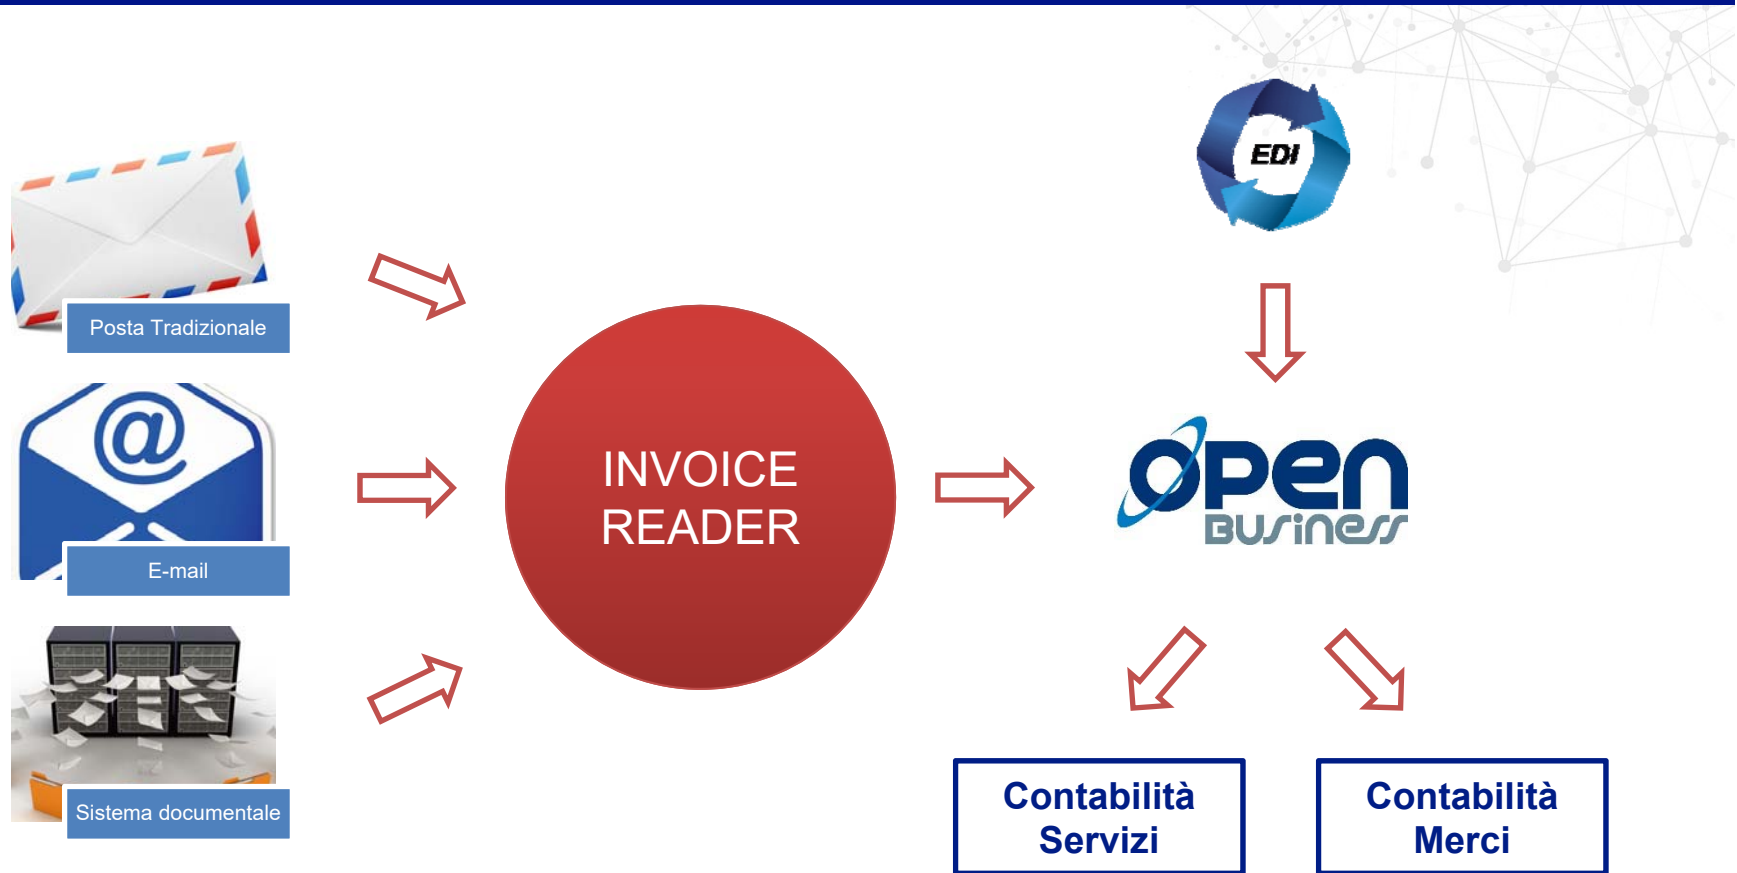 EDI
Posta Tradizionale
E-mail
Sistema documentale
INVOICE
READER
OPEN
BUSINESS
Contabilità
Servizi
Contabilità
Merci